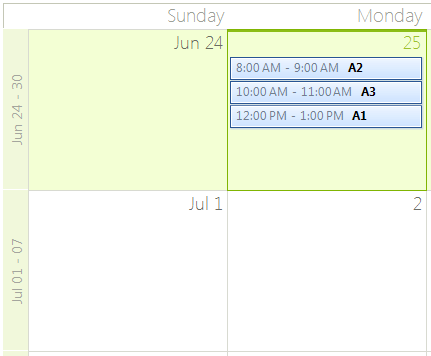 Sunday Monday
Jun 24 - 30
Jun 24 25
8:00 AM - 9:00 AM A2
10:00 AM - 11:00 AM A3
12:00 PM - 1:00 PM A1
Jul 01 - 07
Jul 1 2